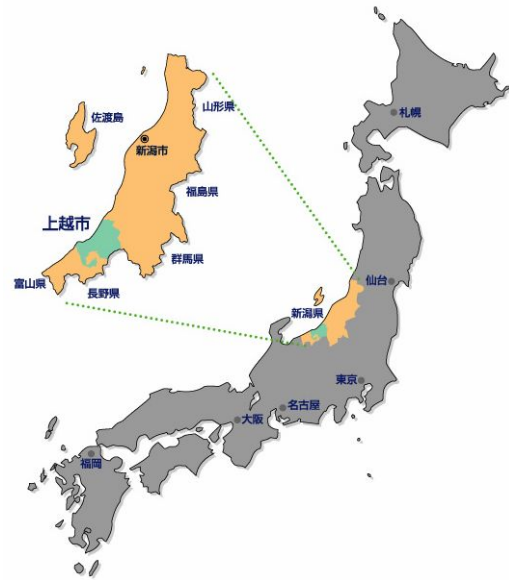 山形県
佐渡島
新潟市
福島県
上越市
群馬県
富山県
長野県
札幌
仙台
新潟県
東京
名古屋
大阪
福岡